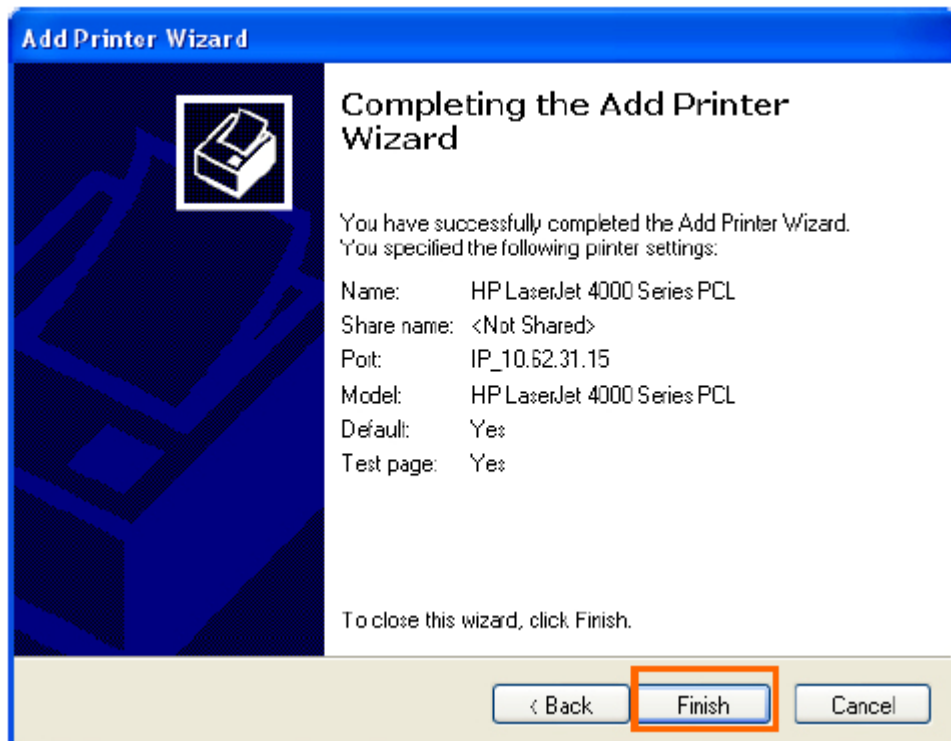 Add Printer Wizard
Completing the Add Printer
Wizard
You have successfully completed the Add Printer Wizard.
You specified the following printer settings:
Name: HP LaserJet 4000 Series PCL
Share name: <Not Shared>
Port: IP_10.62.31.15
Model: HP LaserJet 4000 Series PCL
Default: Yes
Test page: Yes
To close this wizard, click Finish.
< Back Finish Cancel